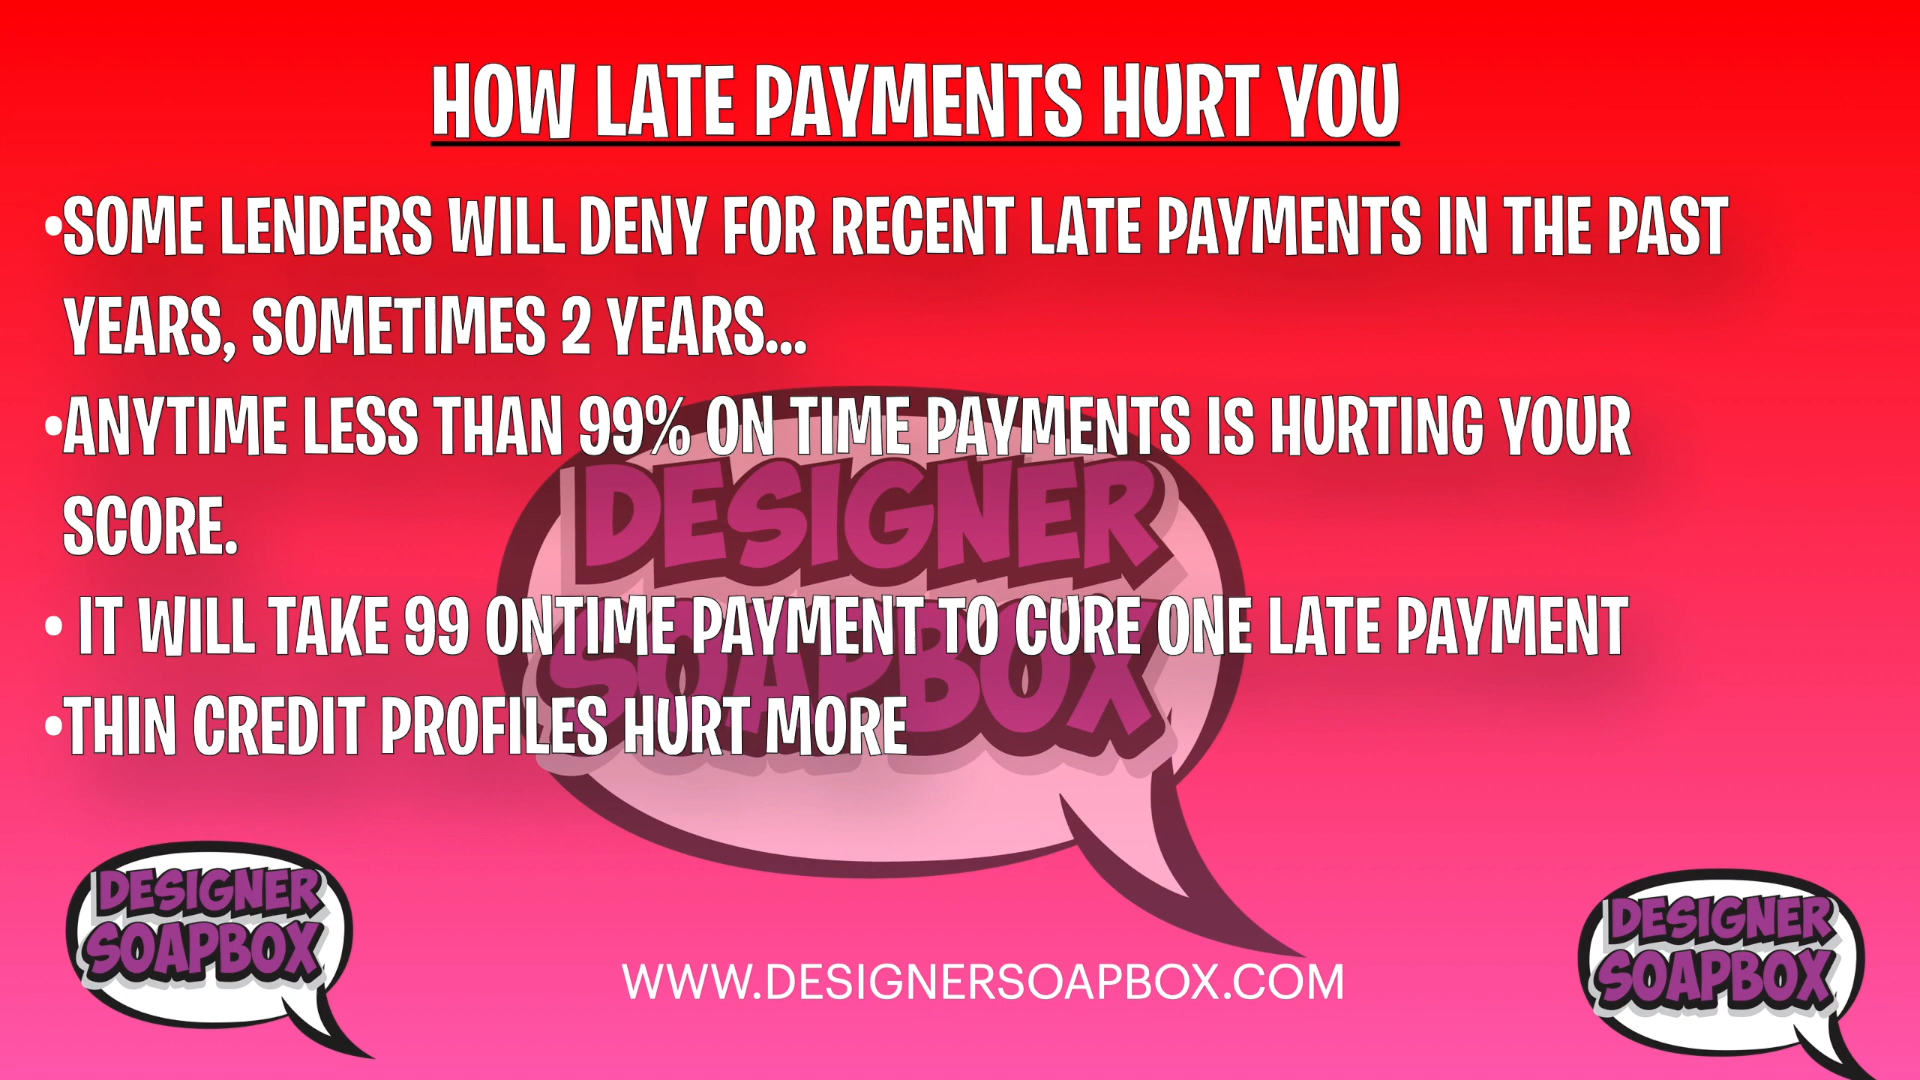 HOW LATE PAYMENTS HURT YOU
•SOME LENDERS WILL DENY FOR RECENT LATE PAYMENTS IN THE PAST
YEARS, SOMETIMES 2 YEARS...
•ANYTIME LESS THAN 99% ON TIME PAYMENTS IS HURTING YOUR
SCORE.
• IT WILL TAKE 99 ONTIME PAYMENT TO CURE ONE LATE PAYMENT
•THIN CREDIT PROFILES HURT MORE
DESIGNER
SOAPBOX
DESIGNER
SOAPBOX
WWW.DESIGNERSOAPBOX.COM
DESIGNER
SOAPBOX